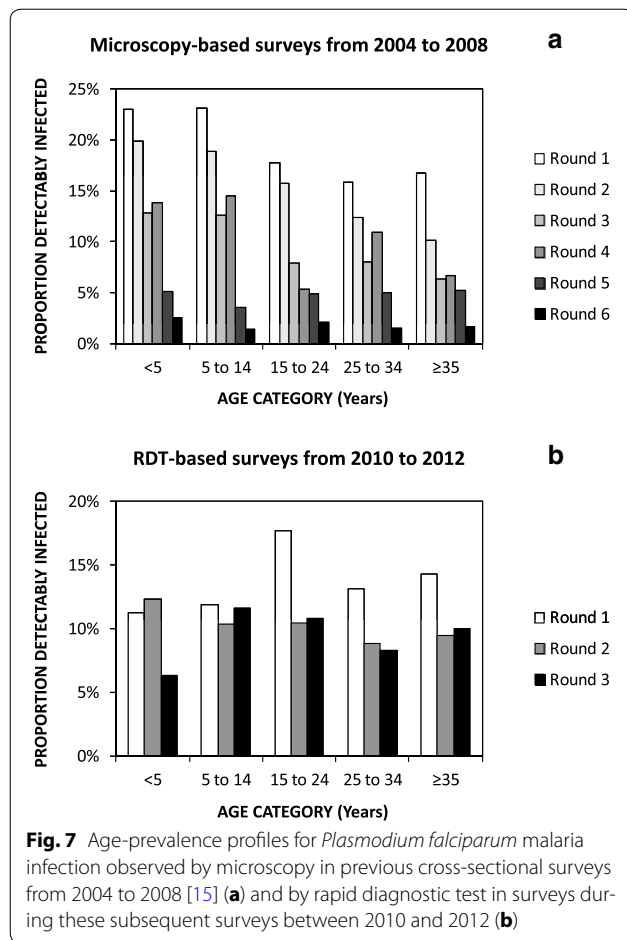 Microscopy-based surveys from 2004 to 2008
a
PROPORTION DETECTABLY INFECTED
25%
20%
15%
10%
5%
0%
<5 5 to 14 15 to 24 25 to 34 ≥35
AGE CATEGORY (Years)
Round 1
Round 2
Round 3
Round 4
Round 5
Round 6
RDT-based surveys from 2010 to 2012
b
PROPORTION DETECTABLY INFECTED
20%
15%
10%
5%
0%
<5 5 to 14 15 to 24 25 to 34 ≥35
AGE CATEGORY (Years)
Round 1
Round 2
Round 3
Fig. 7 Age-prevalence profiles for Plasmodium falciparum malaria
infection observed by microscopy in previous cross-sectional surveys
from 2004 to 2008 [15] (a) and by rapid diagnostic test in surveys dur-
ing these subsequent surveys between 2010 and 2012 (b)